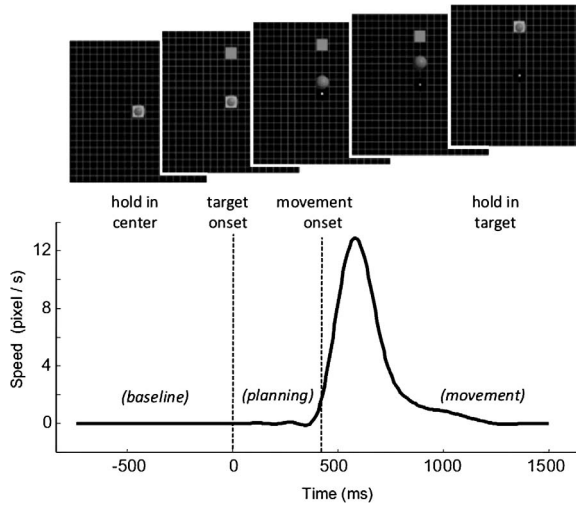 hold in
center
target
onset
movement
onset
hold in
target
12
8
4
0
Speed (pixel / s)
(baseline)
(planning)
(movement)
-500
0
500
1000
1500
Time (ms)